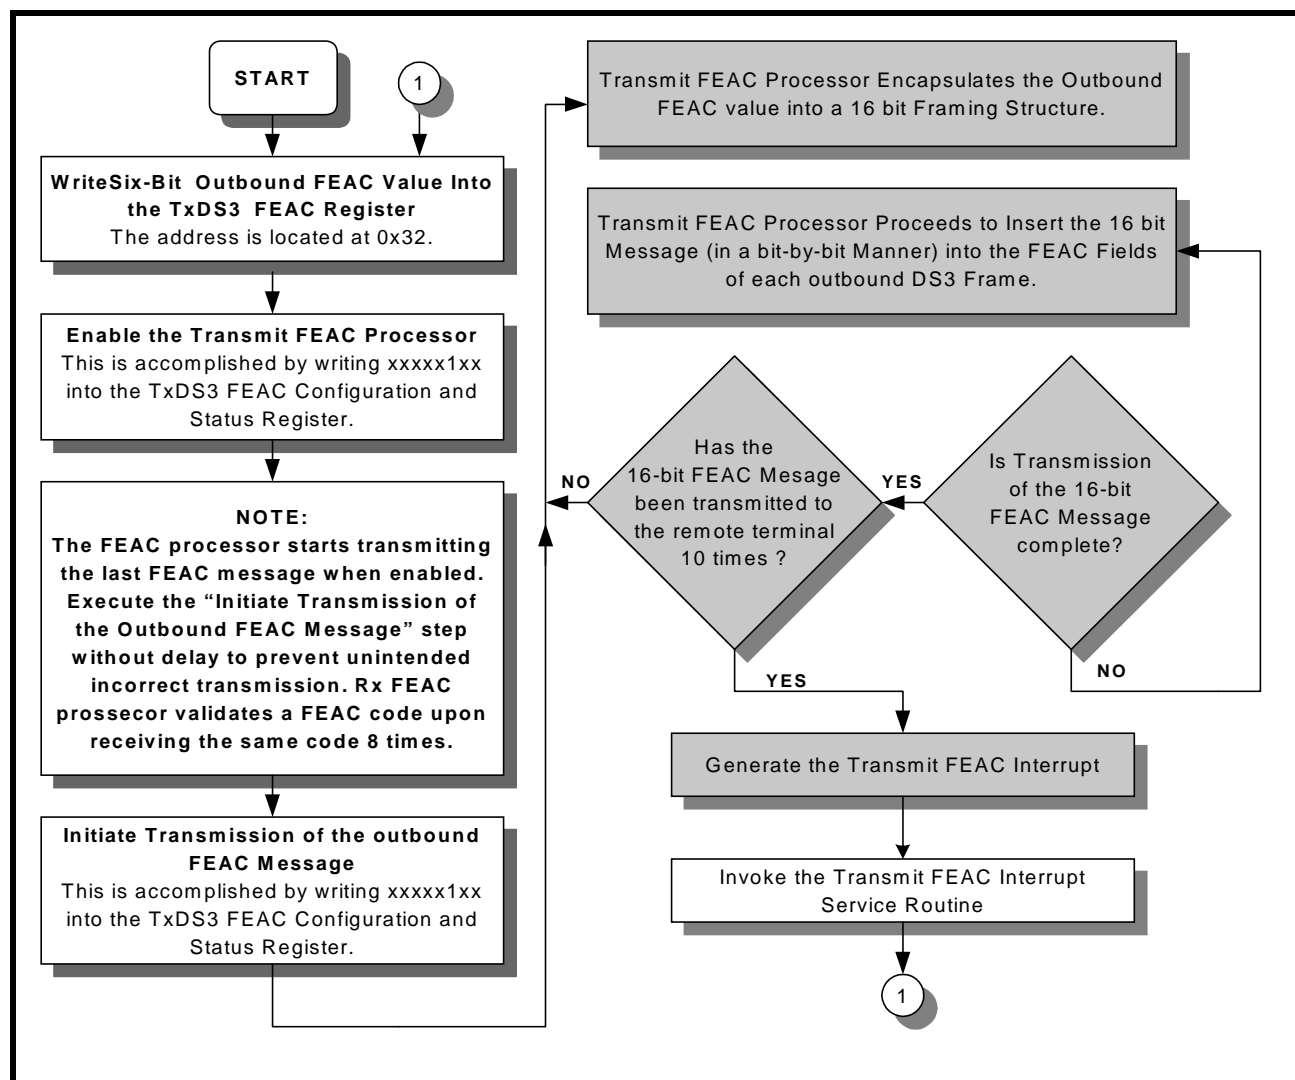 START
1
WriteSix-Bit Outbound FEAC Value Into
the TxDS3 FEAC Register
The address is located at 0x32.
Enable the Transmit FEAC Processor
This is accomplished by writing xxxxx1xx
into the TxDS3 FEAC Configuration and
Status Register.
NOTE:
The FEAC processor starts transmitting
the last FEAC message when enabled.
Execute the “Initiate Transmission of
the Outbound FEAC Message” step
without delay to prevent unintended
incorrect transmission. Rx FEAC
prossecor validates a FEAC code upon
receiving the same code 8 times.
Initiate Transmission of the outbound
FEAC Message
This is accomplished by writing xxxxx1xx
into the TxDS3 FEAC Configuration and
Status Register.
Transmit FEAC Processor Encapsulates the Outbound
FEAC value into a 16 bit Framing Structure.
Transmit FEAC Processor Proceeds to Insert the 16 bit
Message (in a bit-by-bit Manner) into the FEAC Fields
of each outbound DS3 Frame.
Is Transmission
of the 16-bit
FEAC Message
complete?
NO
YES
Has the
16-bit FEAC Mesage
been transmitted to
the remote terminal
10 times ?
NO
YES
Generate the Transmit FEAC Interrupt
Invoke the Transmit FEAC Interrupt
Service Routine
1